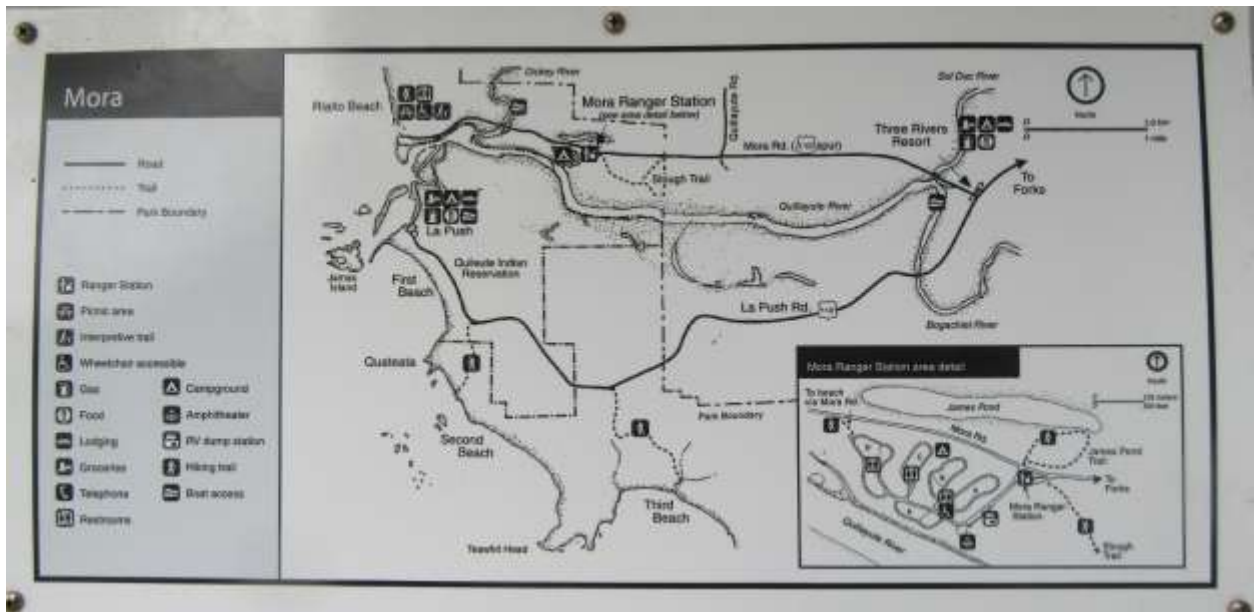 Mora
Road
Trail
Park Boundary
Ranger Station
Picnic area
Interpretive trail
Wheelchair accessible
Gas
Food
Lodging
Groceries
Telephone
Restrooms
Campground
Amphitheater
RV dump station
Hiking trail
Boat access
Rialto Beach
Dickey River
Mora Ranger Station
(see area detail below)
Quillayute Rd.
Sol Duc River
North
Three Rivers
Resort
Mora Rd.
To
Forks
Slough Trail
Quillayute River
La Push
James
Island
First
Beach
Quileute Indian
Reservation
La Push Rd.
Bogachiel River
Quateata
Second
Beach
Park Boundary
Third
Beach
Teawhit Head
Mora Ranger Station area detail
North
To beach
via Mora Rd.
James Pond
Mora Rd.
James Pond
Trail
To
Forks
Mora Ranger
Station
Quillayute River
Slough
Trail